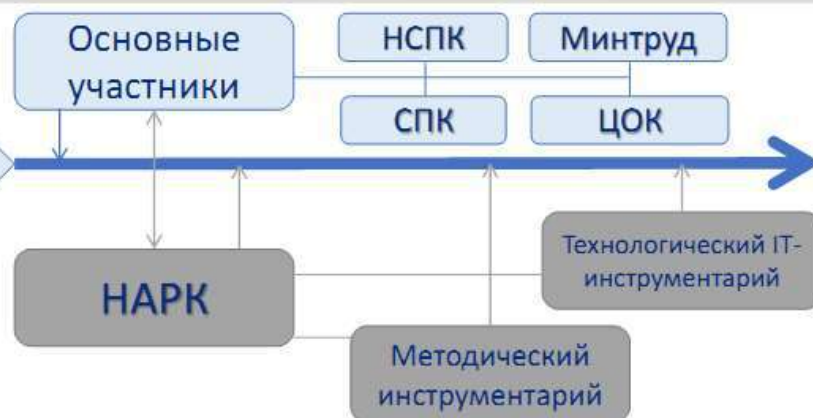 Основные
участники
НСПК
Минтруд
СПК
ЦОК
НАРК
Технологический IT-
инструментарий
Методический
инструментарий